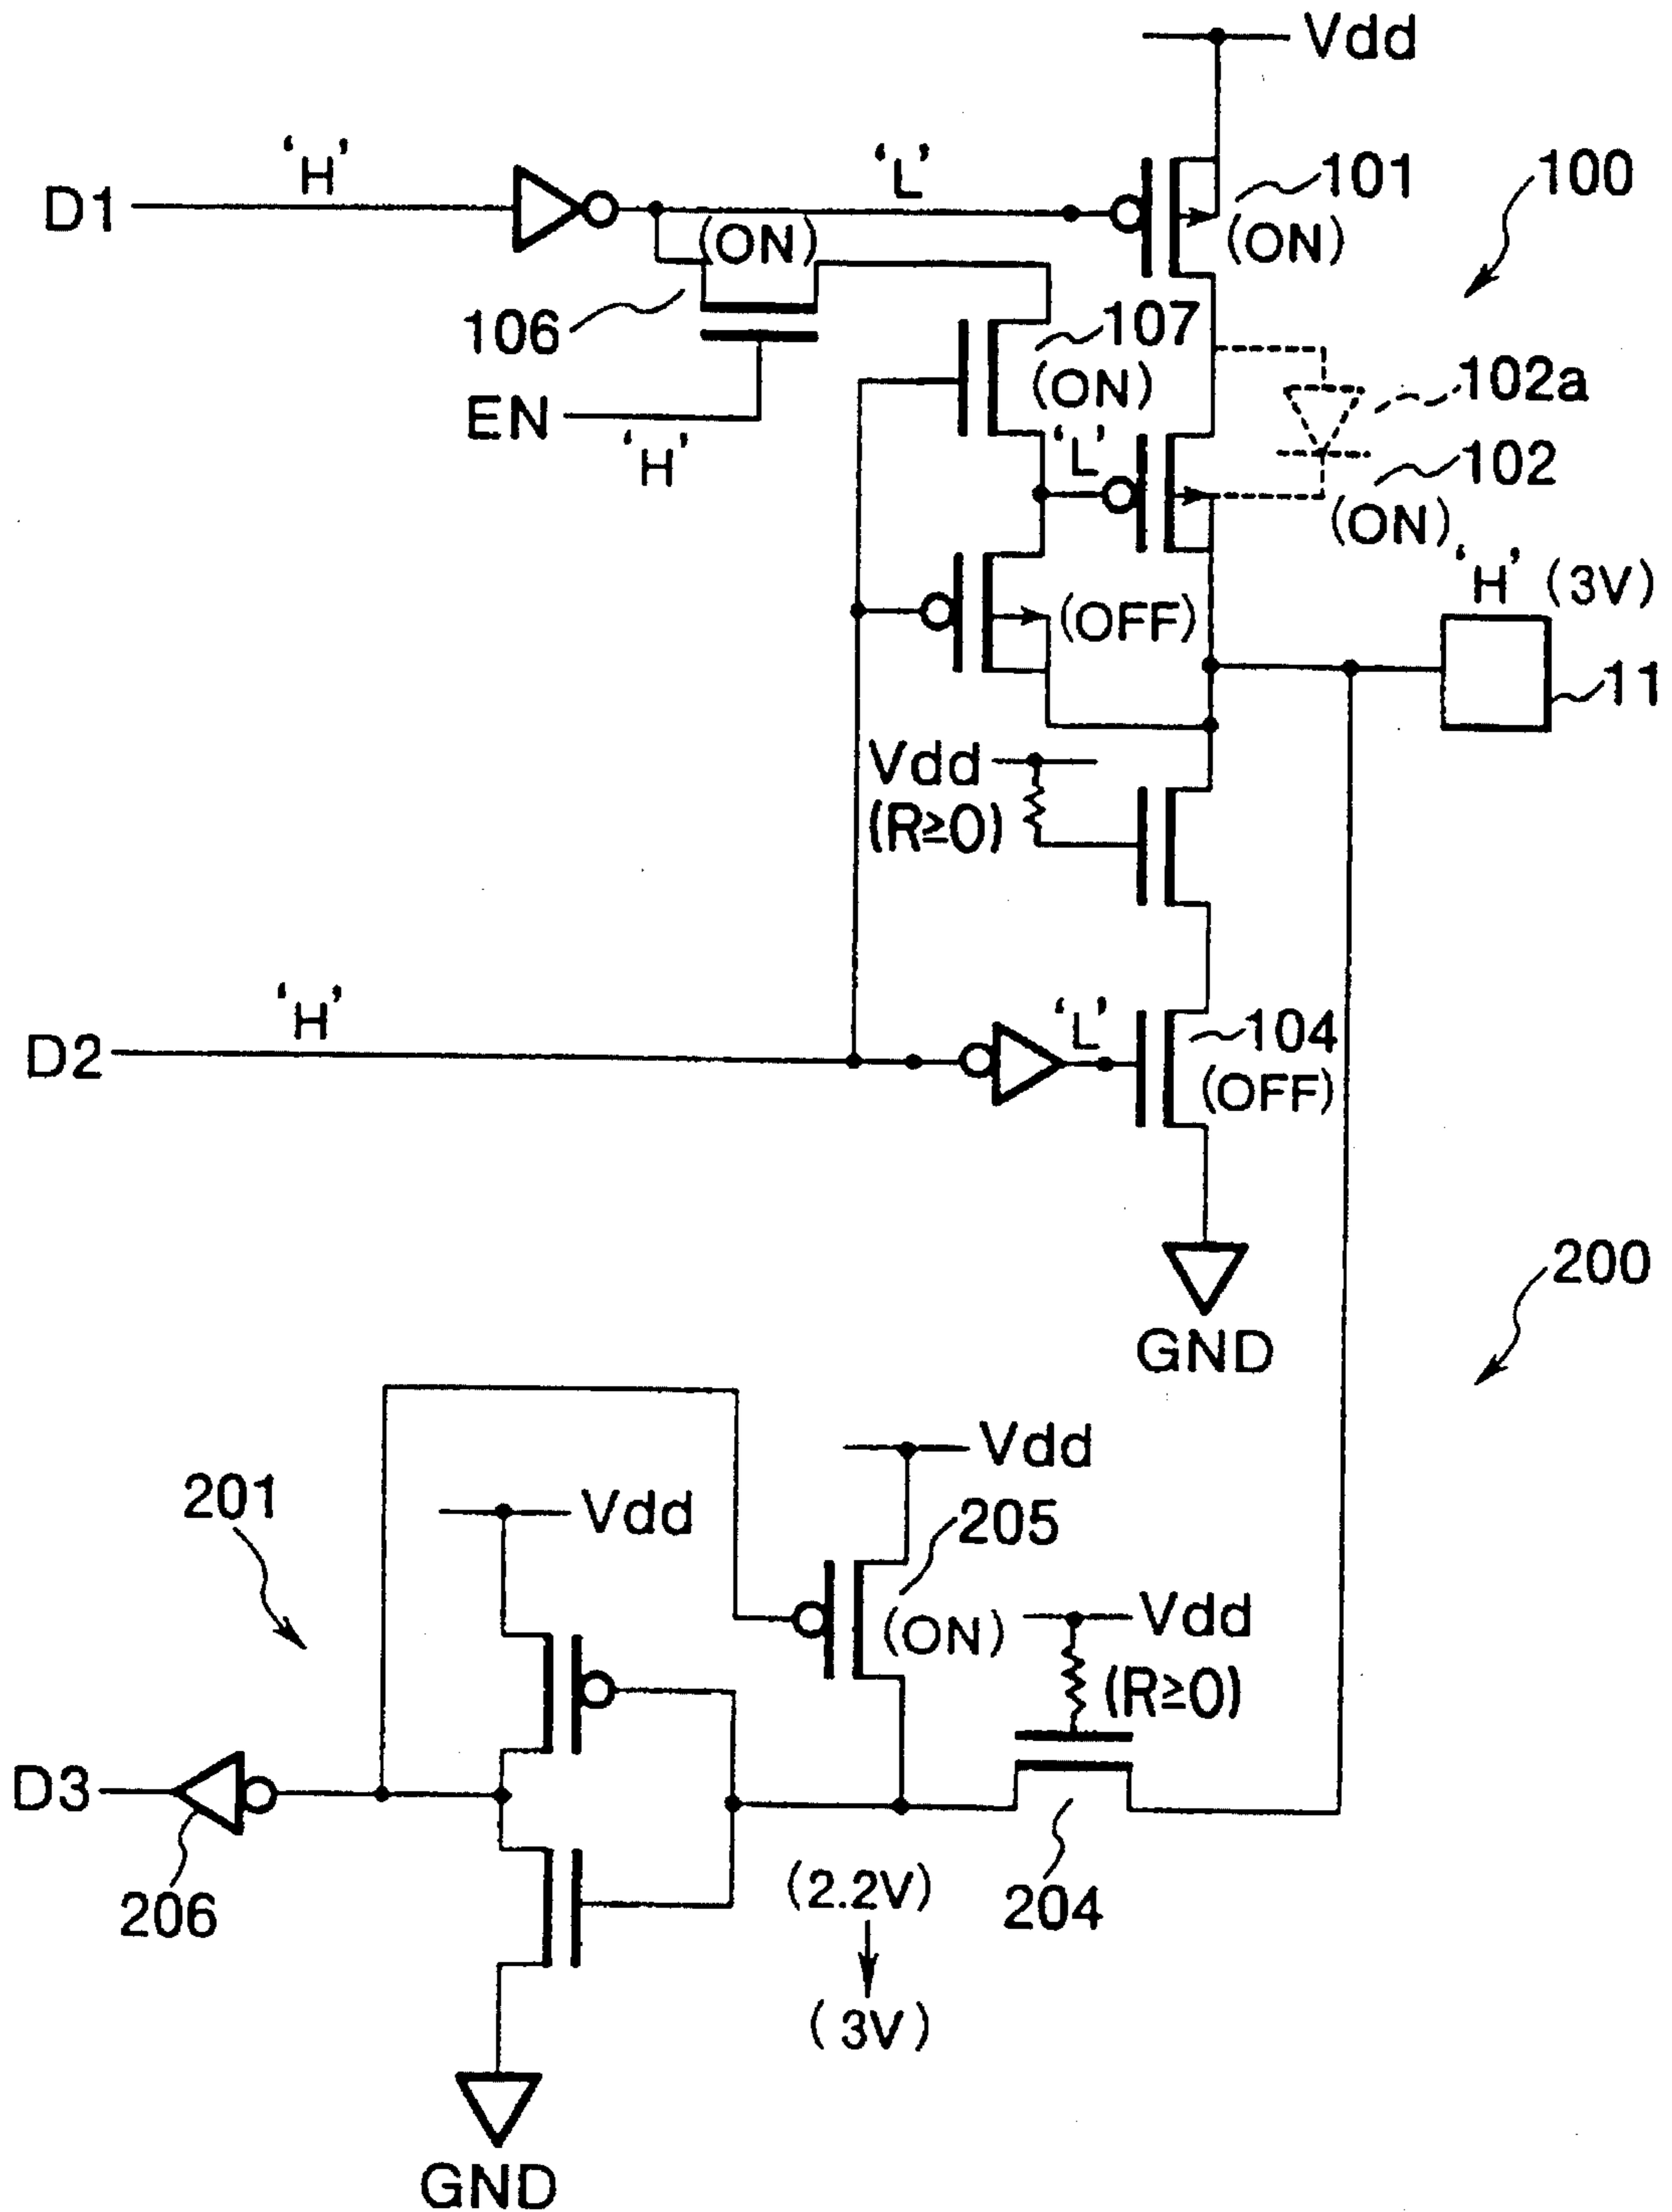 Vdd
'H'
'L'
101
100
D1
(ON)
(ON)
106
107
102a
(ON)
EN
'H'
'L'
102
(ON)
'H' (3V)
(OFF)
11
Vdd
(R≥0)
'H'
'L'
104
D2
(OFF)
200
GND
Vdd
201
Vdd
205
(ON)
Vdd
(R≥0)
D3
206
(2.2V)
204
(3V)
GND